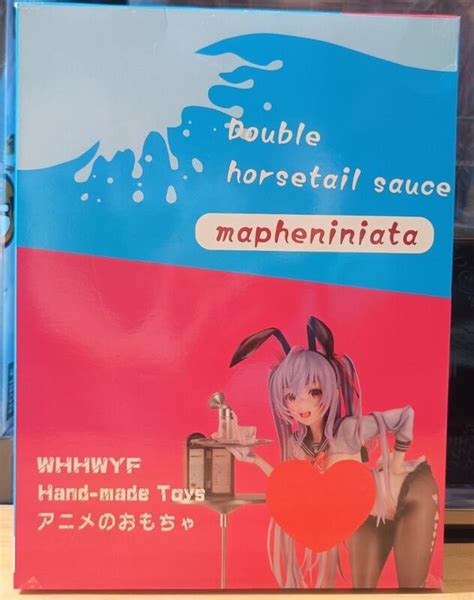 Double
horsetail sauce
mapheniniata
WHHWYF
Hand-made Toys
アニメのおもちゃ